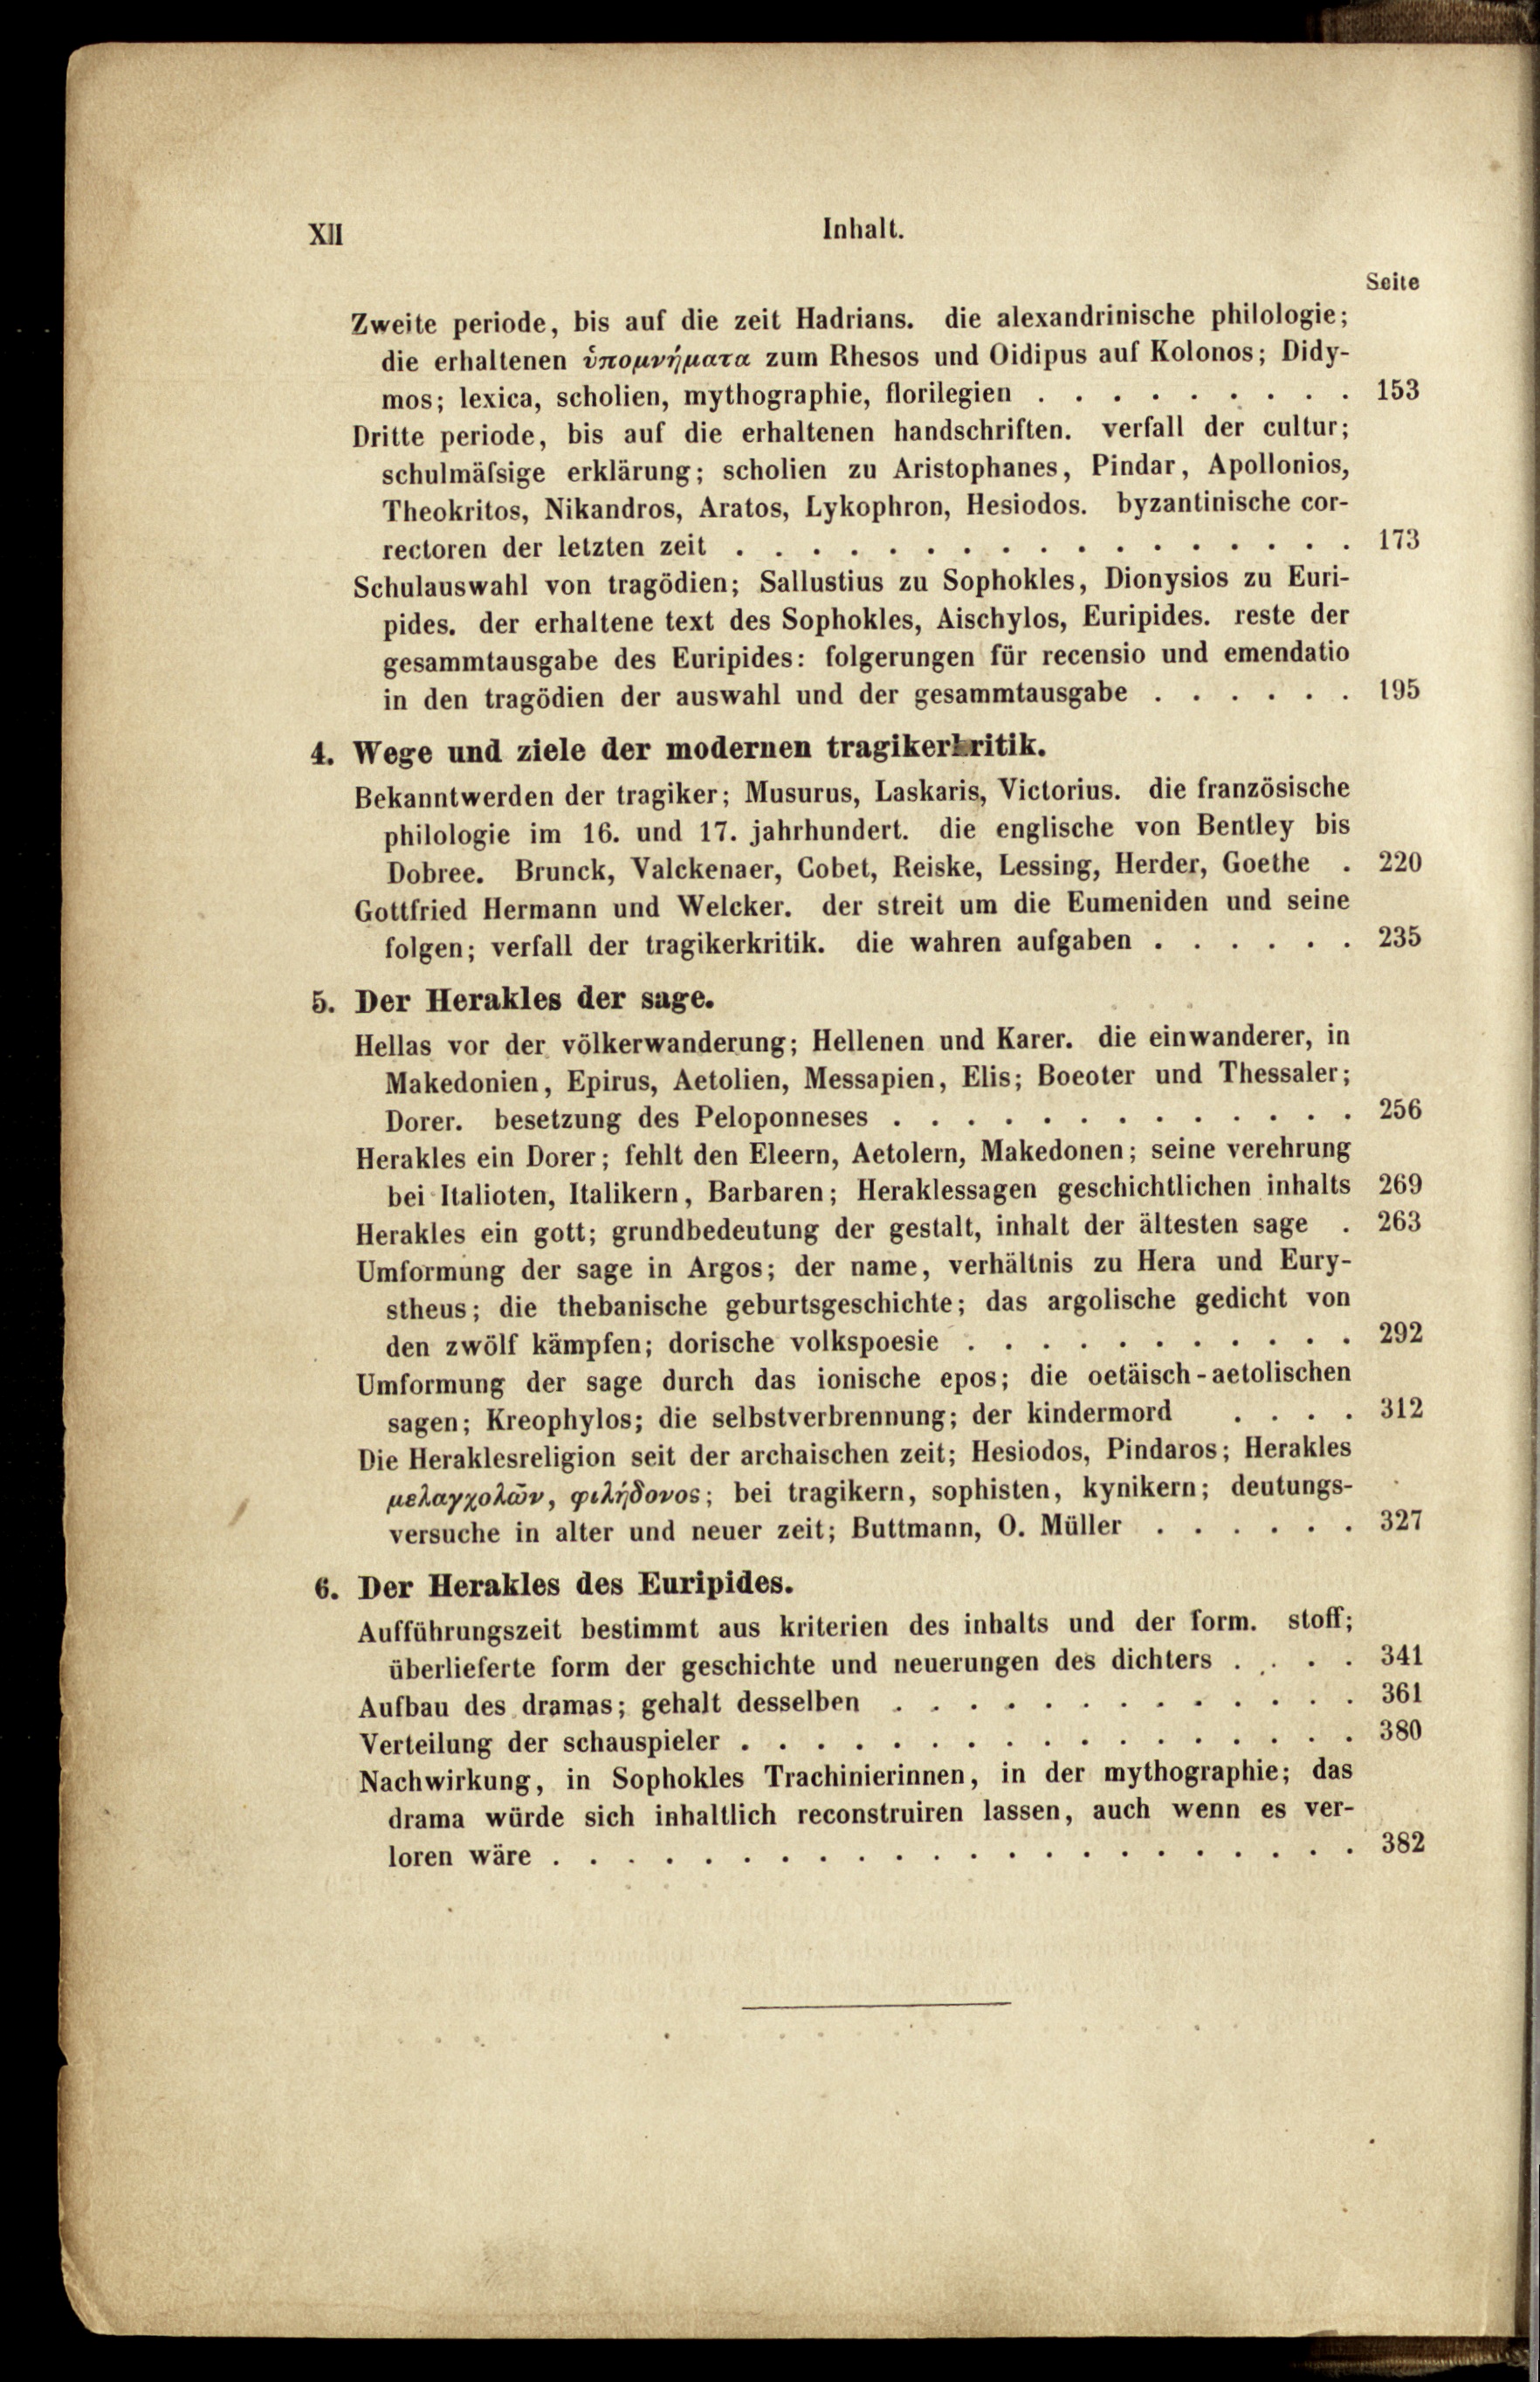 XII Inhalt.
Seite
Zweite periode, bis auf die zeit Hadrians. die alexandrinische philologie;
die erhaltenen ὑπομνήματα zum Rhesos und Oidipus auf Kolonos; Didy-
mos; lexica, scholien, mythographie, florilegien . . . . . . . . . 153
Dritte periode, bis auf die erhaltenen handschriften. verfall der cultur;
schulmäſsige erklärung; scholien zu Aristophanes, Pindar, Apollonios,
Theokritos, Nikandros, Aratos, Lykophron, Hesiodos. byzantinische cor-
rectoren der letzten zeit . . . . . . . . . . . . . . . . . 173
Schulauswahl von tragödien; Sallustius zu Sophokles, Dionysios zu Euri-
pides. der erhaltene text des Sophokles, Aischylos, Euripides. reste der
gesammtausgabe des Euripides: folgerungen für recensio und emendatio
in den tragödien der auswahl und der gesammtausgabe . . . . . . 195
4. Wege und ziele der modernen tragikerkritik.
Bekanntwerden der tragiker; Musurus, Laskaris, Victorius. die französische
philologie im 16. und 17. jahrhundert. die englische von Bentley bis
Dobree. Brunck, Valckenaer, Cobet, Reiske, Lessing, Herder, Goethe . 220
Gottfried Hermann und Welcker. der streit um die Eumeniden und seine
folgen; verfall der tragikerkritik. die wahren aufgaben . . . . . . 235
5. Der Herakles der sage.
Hellas vor der völkerwanderung; Hellenen und Karer. die einwanderer, in
Makedonien, Epirus, Aetolien, Messapien, Elis; Boeoter und Thessaler;
Dorer. besetzung des Peloponneses . . . . . . . . . . . . . 256
Herakles ein Dorer; fehlt den Eleern, Aetolern, Makedonen; seine verehrung
bei Italioten, Italikern, Barbaren; Heraklessagen geschichtlichen inhalts 269
Herakles ein gott; grundbedeutung der gestalt, inhalt der ältesten sage . 263
Umformung der sage in Argos; der name, verhältnis zu Hera und Eury-
stheus; die thebanische geburtsgeschichte; das argolische gedicht von
den zwölf kämpfen; dorische volkspoesie . . . . . . . . . . . 292
Umformung der sage durch das ionische epos; die oetäisch-aetolischen
sagen; Kreophylos; die selbstverbrennung; der kindermord . . . . 312
Die Heraklesreligion seit der archaischen zeit; Hesiodos, Pindaros; Herakles
μελαγχολῶν, φιλήδονος; bei tragikern, sophisten, kynikern; deutungs-
versuche in alter und neuer zeit; Buttmann, O. Müller . . . . . . 327
6. Der Herakles des Euripides.
Aufführungszeit bestimmt aus kriterien des inhalts und der form. stoff;
überlieferte form der geschichte und neuerungen des dichters . . . . 341
Aufbau des dramas; gehalt desselben . . . . . . . . . . . . . 361
Verteilung der schauspieler . . . . . . . . . . . . . . . . . 380
Nachwirkung, in Sophokles Trachinierinnen, in der mythographie; das
drama würde sich inhaltlich reconstruiren lassen, auch wenn es ver-
loren wäre . . . . . . . . . . . . . . . . . . . . . . 382